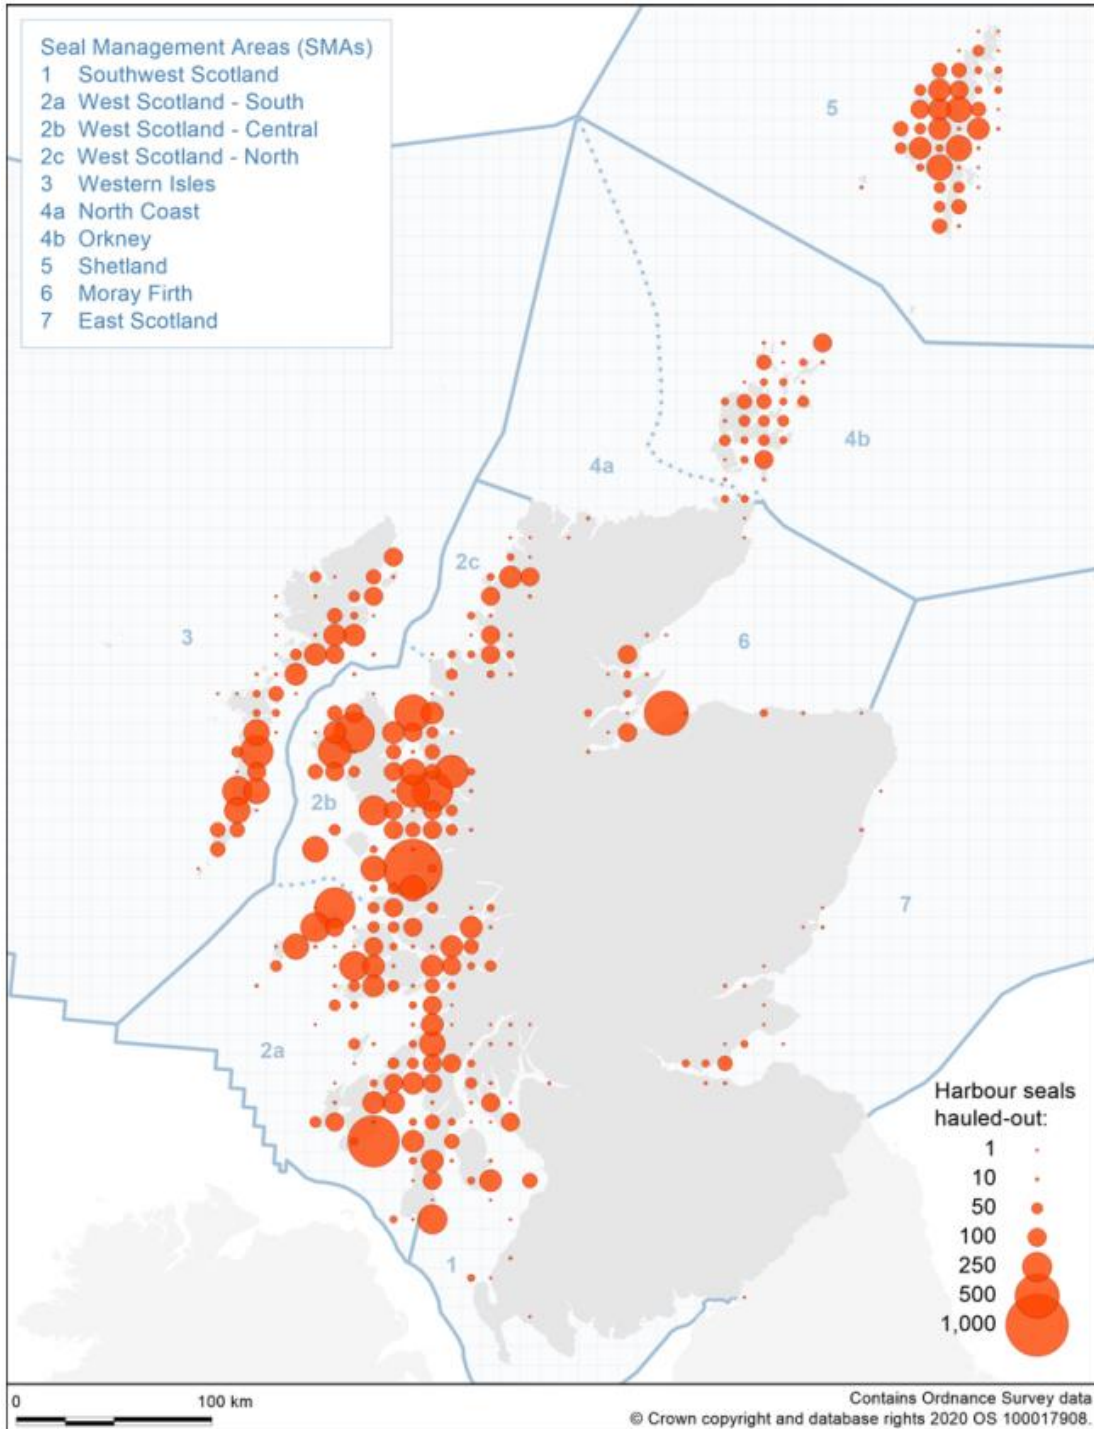 Seal Management Areas (SMAs)
1 Southwest Scotland
2a West Scotland - South
2b West Scotland - Central
2c West Scotland - North
3 Western Isles
4a North Coast
4b Orkney
5 Shetland
6 Moray Firth
7 East Scotland
5
4b
4a
2c
3
6
2b
7
2a
1
Harbour seals
hauled-out:
1
10
50
100
250
500
1,000
0 100 km
Contains Ordnance Survey data
© Crown copyright and database rights 2020 OS 100017908.